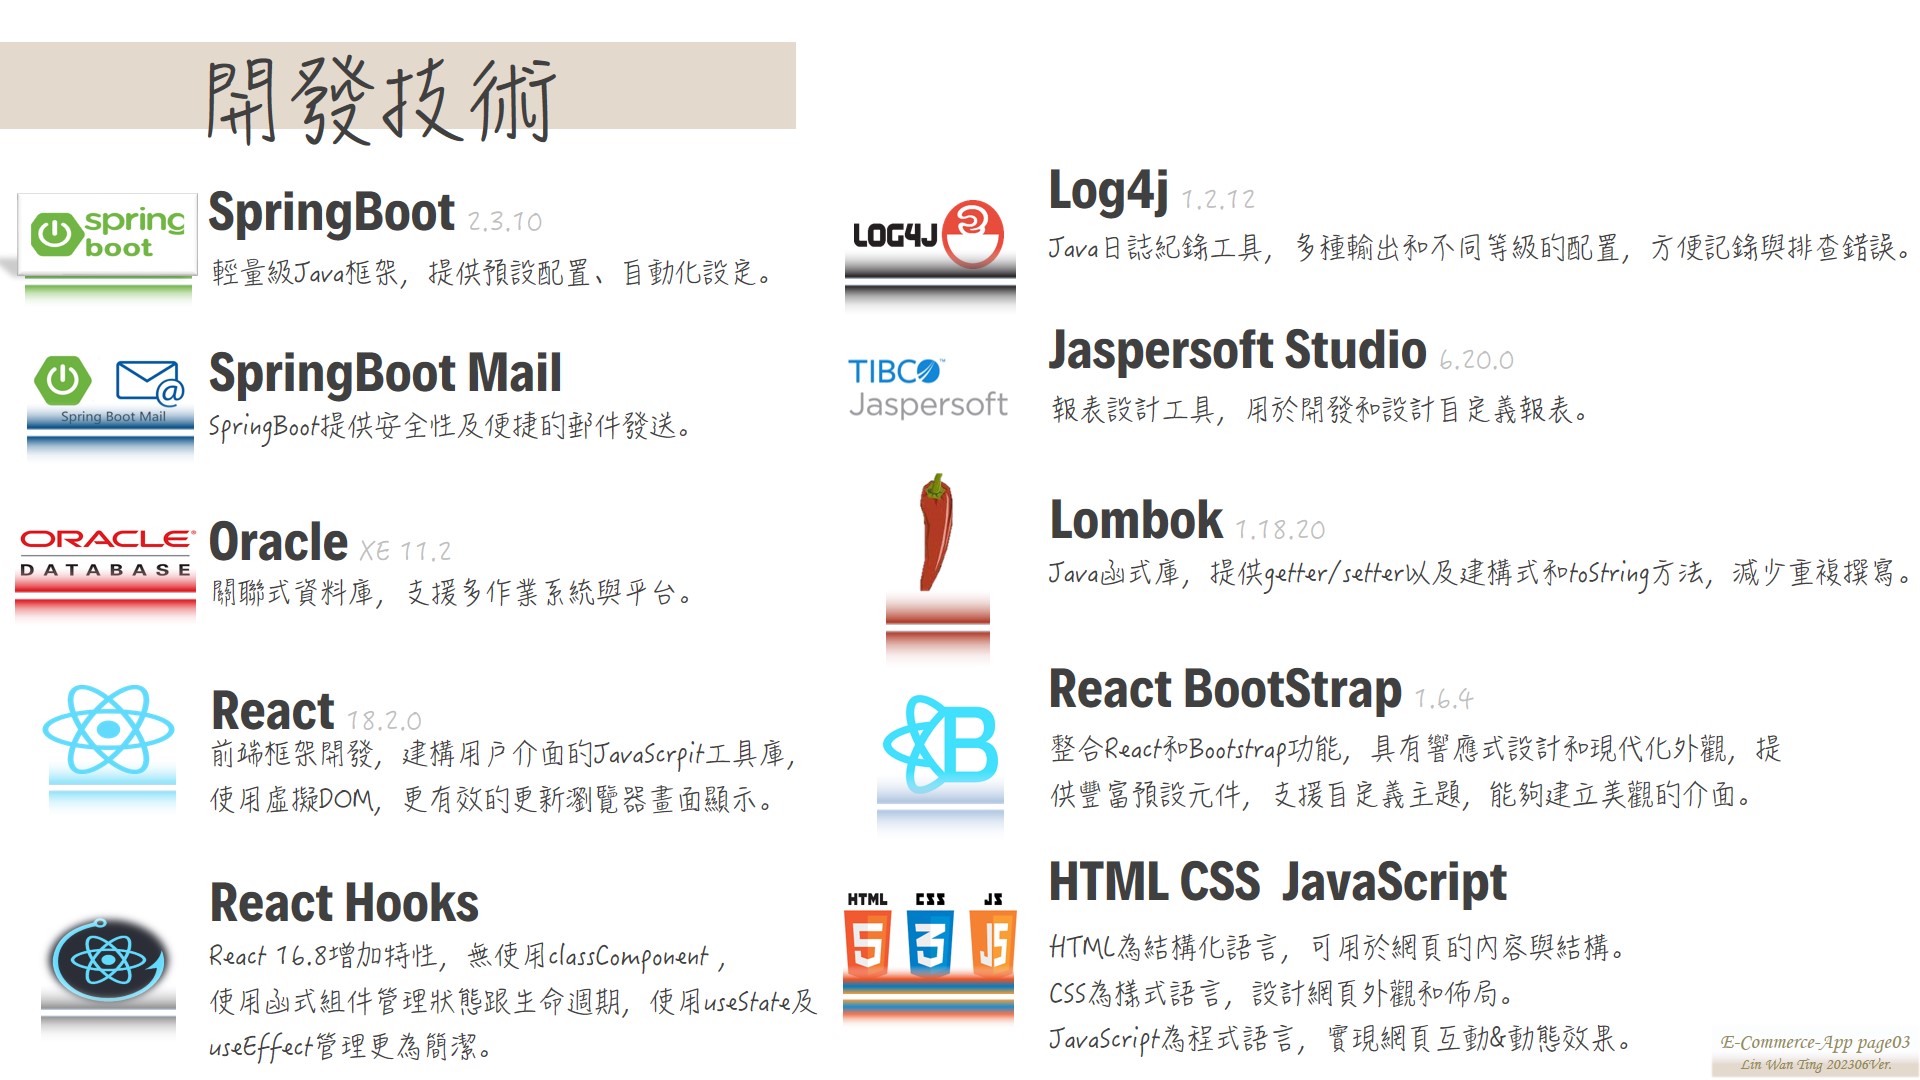 開發技術
spring
boot
SpringBoot 2.3.10
輕量級Java框架，提供預設配置、自動化設定。
Spring Boot Mail
SpringBoot Mail
SpringBoot提供安全性及便捷的郵件發送。
ORACLE
DATABASE
Oracle XE 11.2
關聯式資料庫，支援多作業系統與平台。
React 18.2.0
前端框架開發，建構用戶介面的JavaScrpit工具庫，
使用虛擬DOM，更有效的更新瀏覽器畫面顯示。
React Hooks
React 16.8增加特性，無使用classComponent，
使用函式組件管理狀態跟生命週期，使用useState及
useEffect管理更為簡潔。
LOG4J
Log4j 1.2.12
Java日誌紀錄工具，多種輸出和不同等級的配置，方便記錄與排查錯誤。
TIBCO™
Jaspersoft
Jaspersoft Studio 6.20.0
報表設計工具，用於開發和設計自定義報表。
Lombok 1.18.20
Java函式庫，提供getter/setter以及建構式和toString方法，減少重複撰寫。
B
React BootStrap 1.6.4
整合React和Bootstrap功能，具有響應式設計和現代化外觀，提
供豐富預設元件，支援自定義主題，能夠建立美觀的介面。
HTML CSS JS
5 3 JS
HTML CSS JavaScript
HTML為結構化語言，可用於網頁的內容與結構。
CSS為樣式語言，設計網頁外觀和佈局。
JavaScript為程式語言，實現網頁互動&動態效果。
E-Commerce-App page03
Lin Wan Ting 202306Ver.